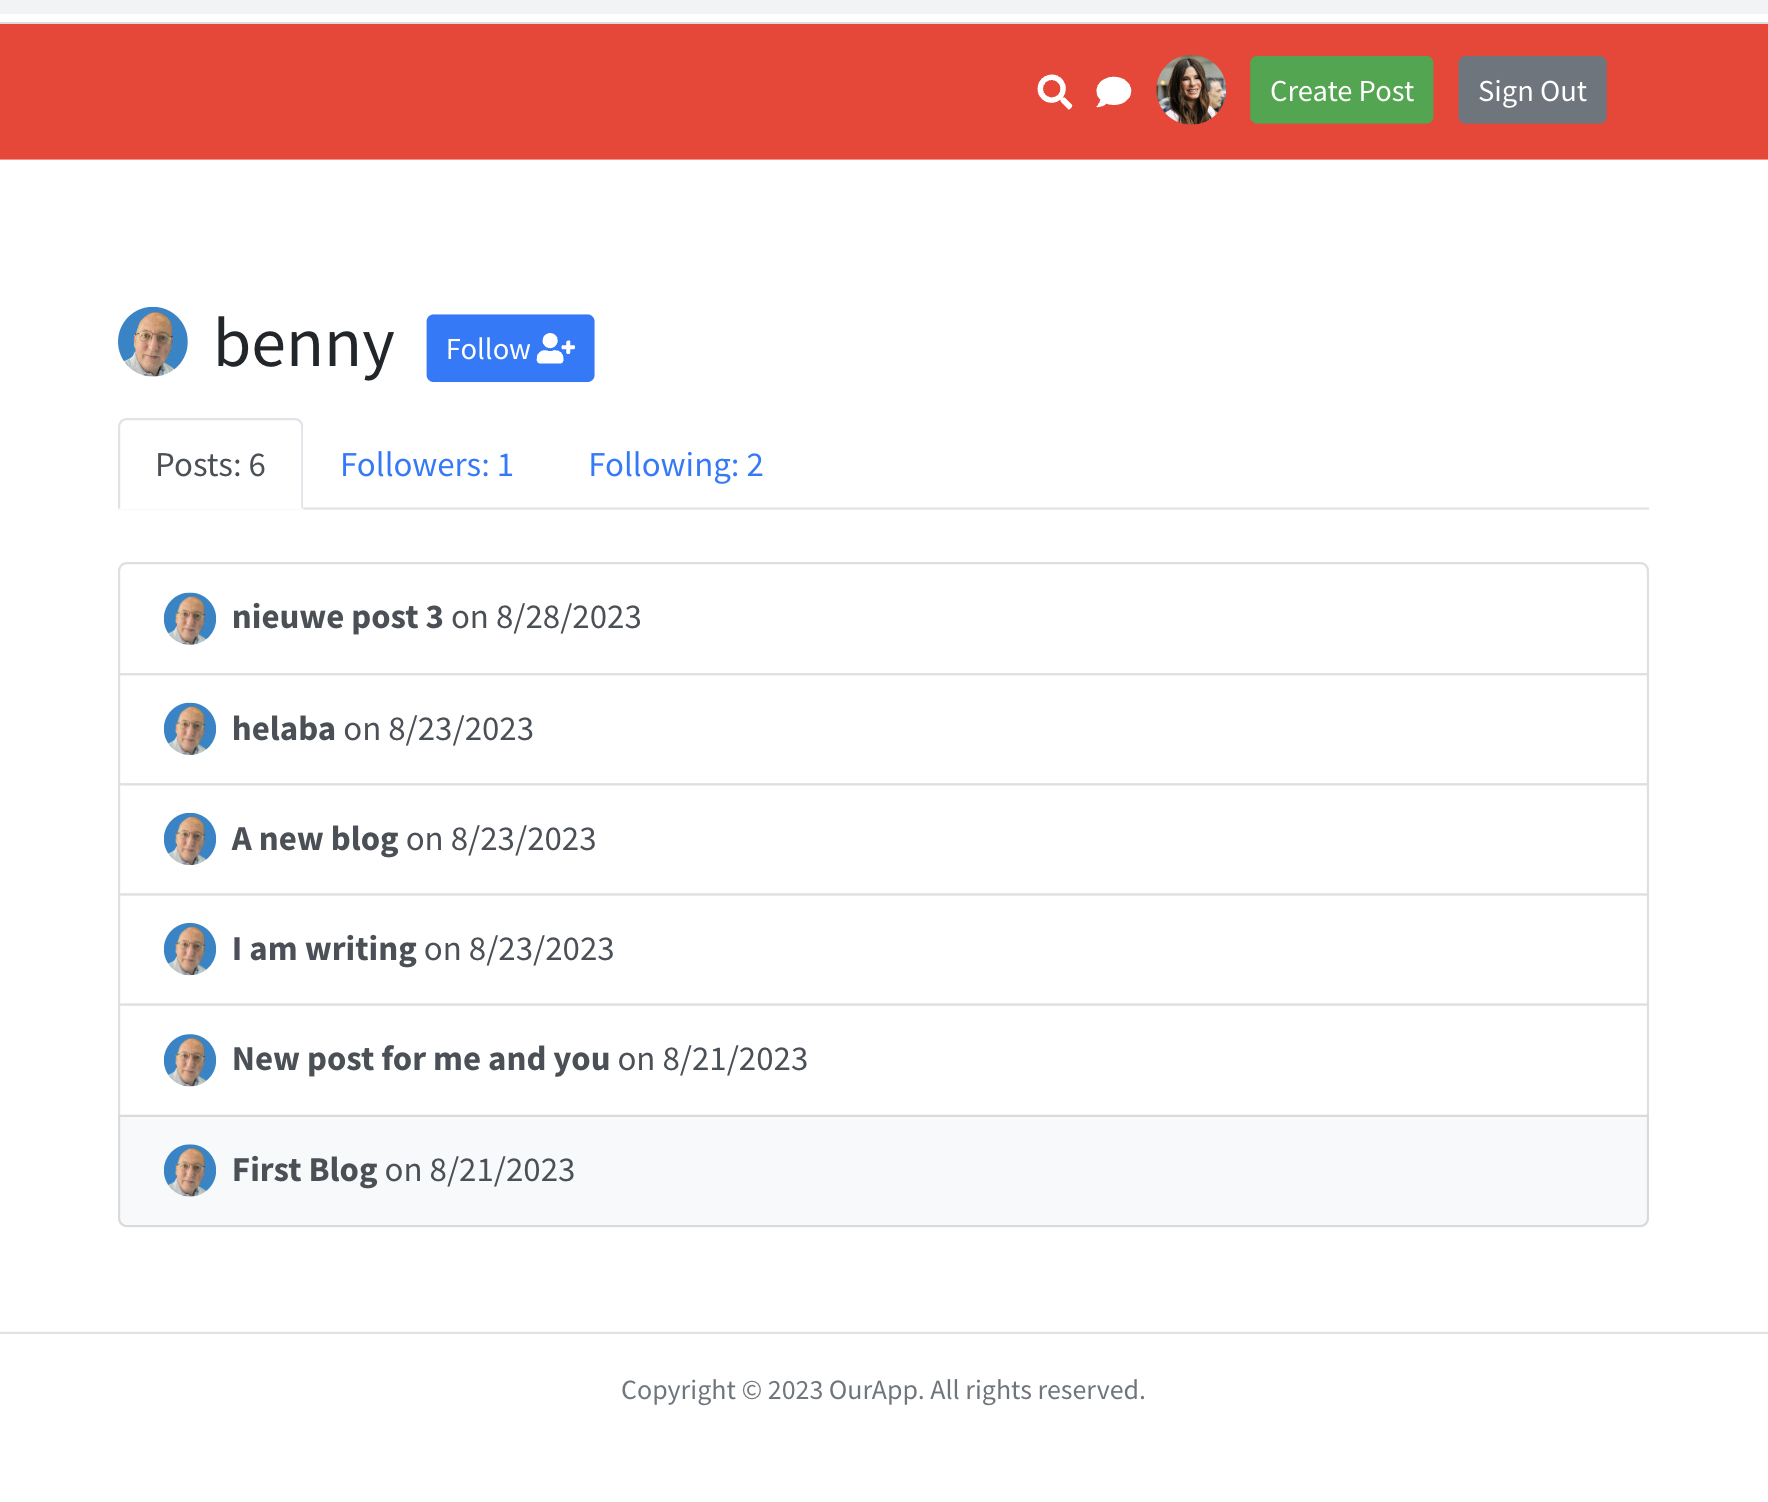 Create Post Sign Out
benny Follow
Posts: 6 Followers: 1 Following: 2
nieuwe post 3 on 8/28/2023
helaba on 8/23/2023
A new blog on 8/23/2023
I am writing on 8/23/2023
New post for me and you on 8/21/2023
First Blog on 8/21/2023
Copyright © 2023 OurApp. All rights reserved.